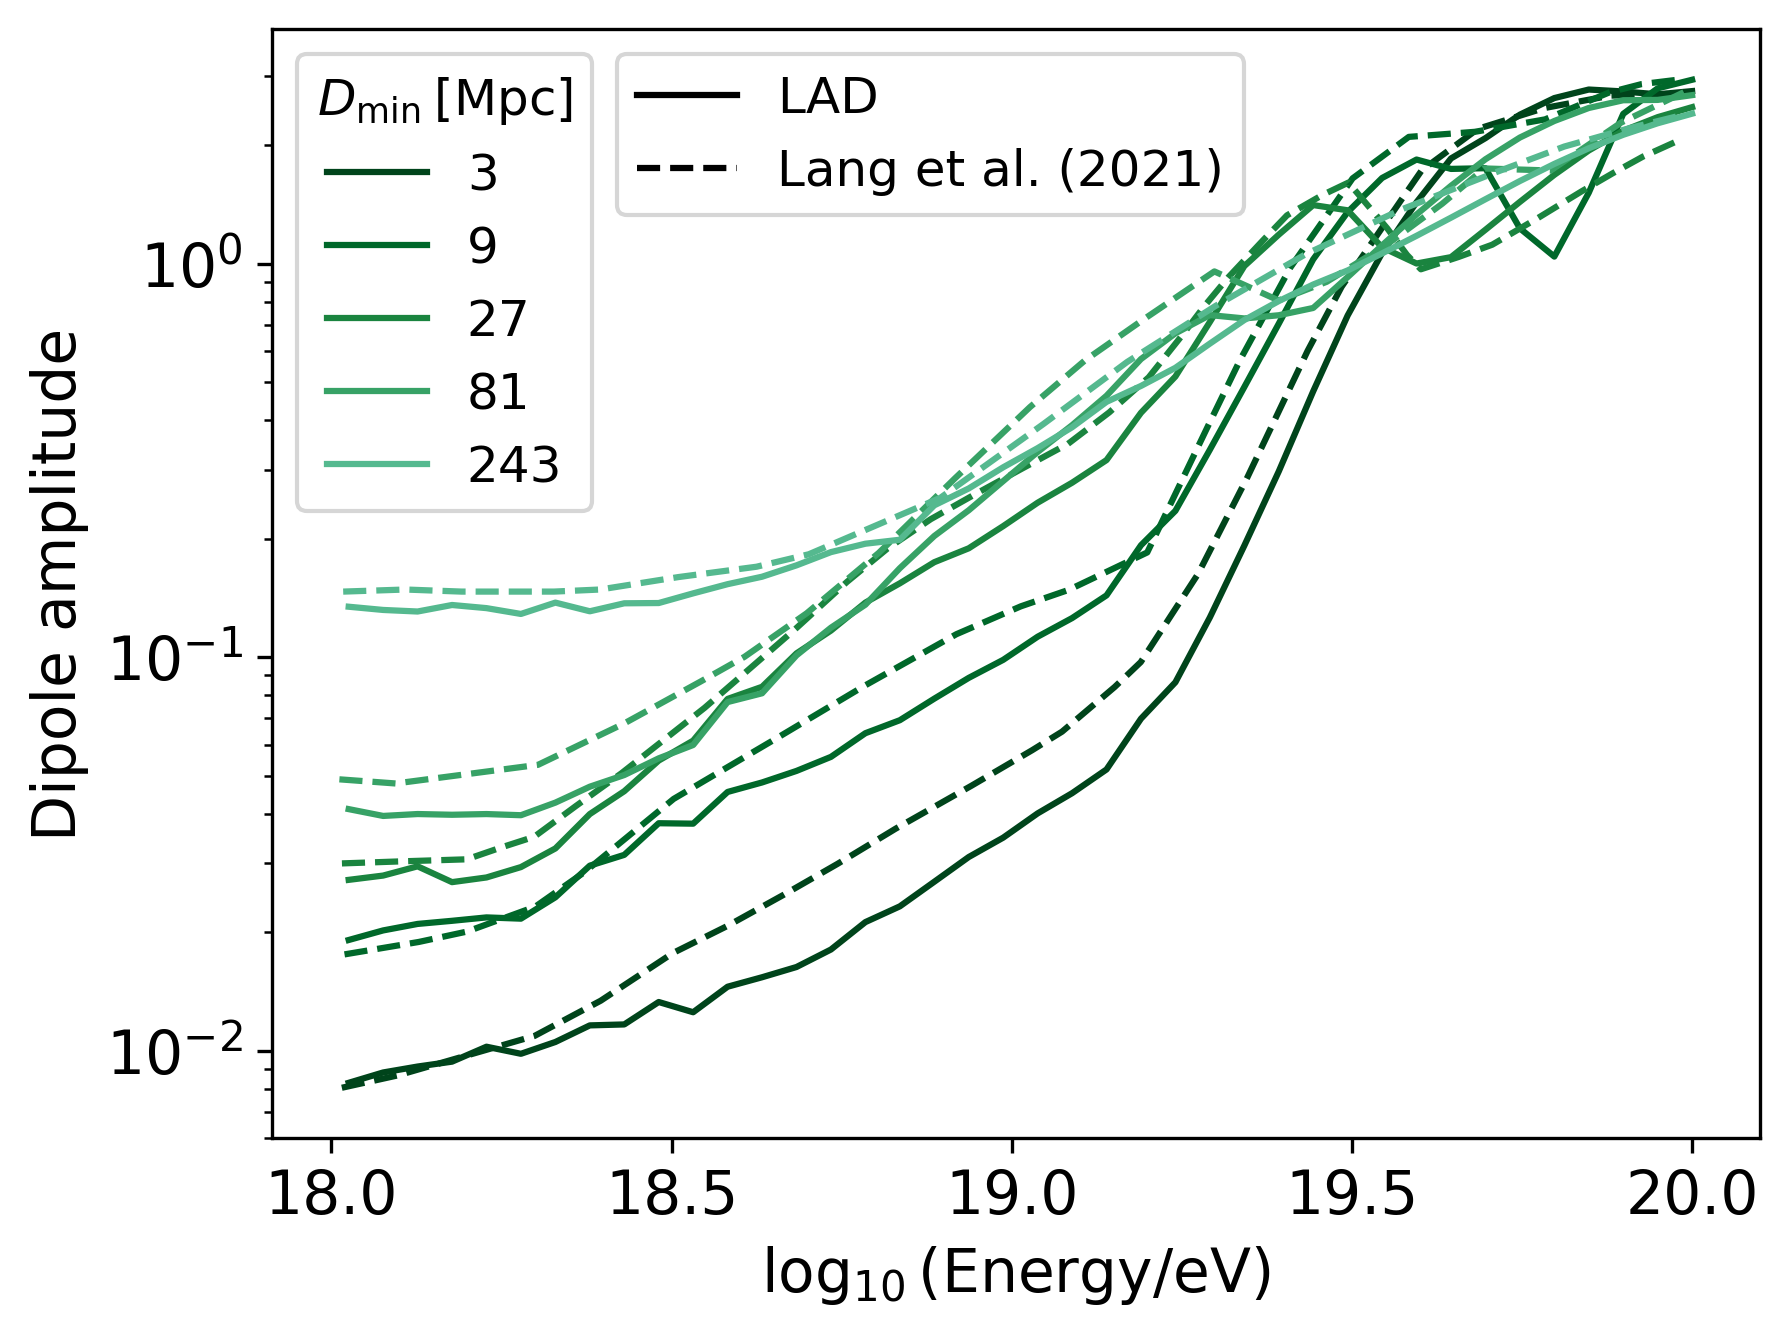 D_min [Mpc]
3
9
27
81
243
LAD
Lang et al. (2021)
10^0
10^−1
10^−2
Dipole amplitude
18.0 18.5 19.0 19.5 20.0
log_10 (Energy/eV)